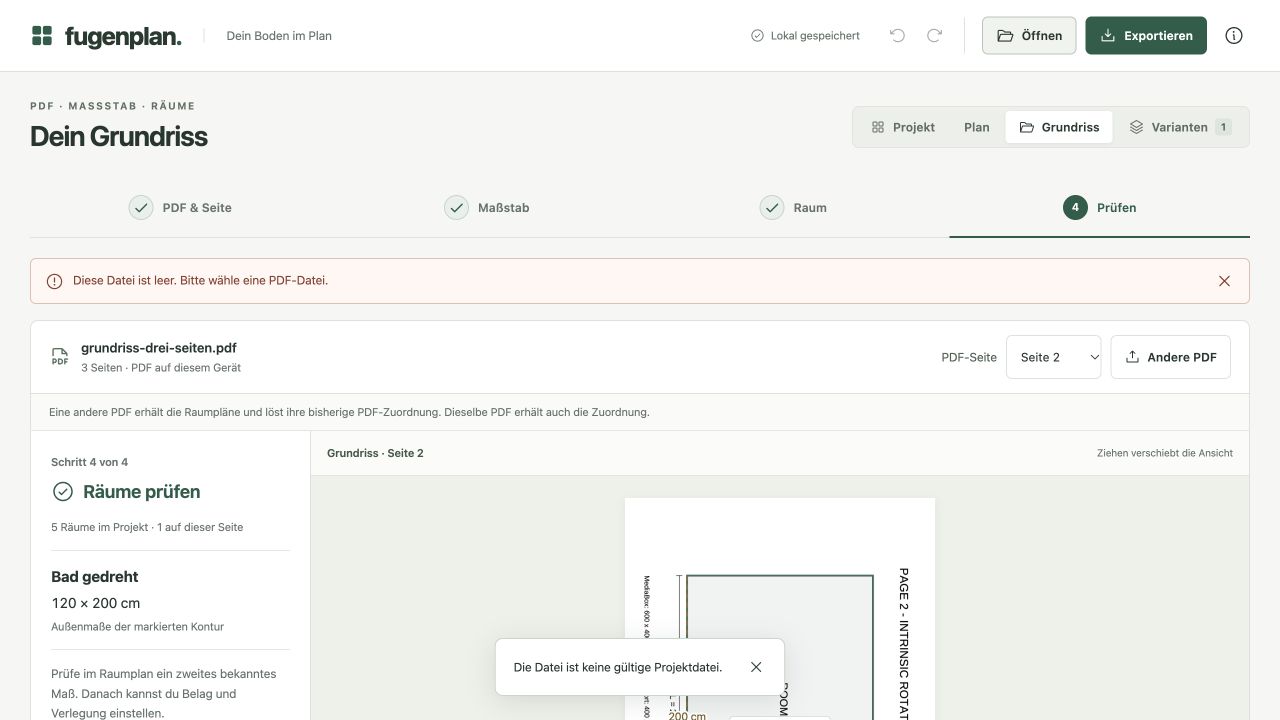 fugenplan.
Dein Boden im Plan
Lokal gespeichert
Öffnen
Exportieren
PDF · MASSSTAB · RÄUME
Dein Grundriss
Projekt
Plan
Grundriss
Varianten 1
PDF & Seite
Maßstab
Raum
4 Prüfen
Diese Datei ist leer. Bitte wähle eine PDF-Datei.
PDF
grundriss-drei-seiten.pdf
3 Seiten · PDF auf diesem Gerät
PDF-Seite
Seite 2
Andere PDF
Eine andere PDF erhält die Raumpläne und löst ihre bisherige PDF-Zuordnung. Dieselbe PDF erhält auch die Zuordnung.
Schritt 4 von 4
Räume prüfen
5 Räume im Projekt · 1 auf dieser Seite
Bad gedreht
120 × 200 cm
Außenmaße der markierten Kontur
Prüfe im Raumplan ein zweites bekanntes
Maß. Danach kannst du Belag und
Verlegung einstellen.
Grundriss · Seite 2
Ziehen verschiebt die Ansicht
PAGE 2 - INTRINSIC ROTAT
MediaBox: 600 x 40
200 cm
Die Datei ist keine gültige Projektdatei.